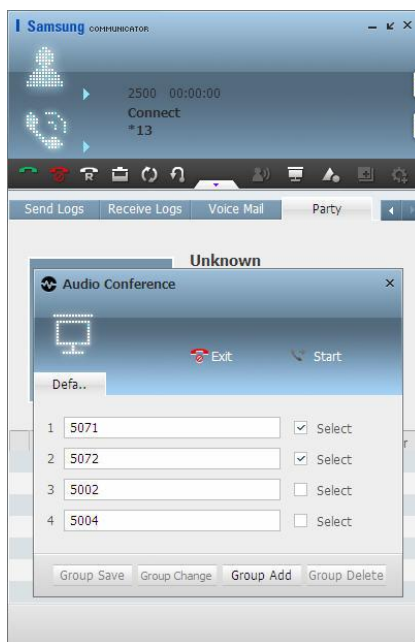 Samsung COMMUNICATOR
2500 00:00:00
Connect
*13
R
Send Logs Receive Logs Voice Mail Party
Unknown
Audio Conference
Exit Start
Defa..
1 5071 Select
2 5072 Select
3 5002 Select
4 5004 Select
r
Group Save Group Change Group Add Group Delete